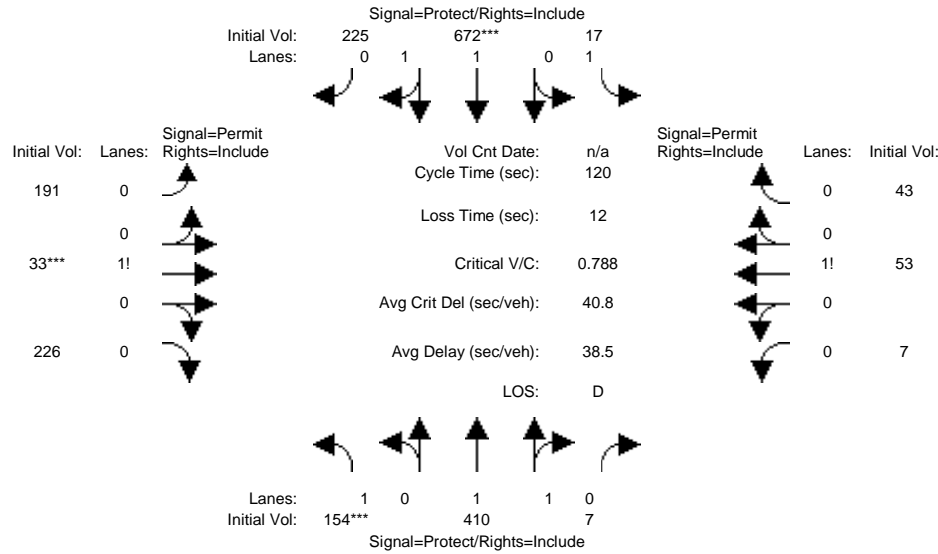 Signal=Protect/Rights=Include
Initial Vol: 225 672*** 17
Lanes: 0 1 1 0 1
Signal=Permit
Initial Vol: Lanes: Rights=Include
Vol Cnt Date: n/a
Signal=Permit
Rights=Include Lanes: Initial Vol:
Cycle Time (sec): 120
191 0
0 43
Loss Time (sec): 12
0
0
33*** 1!
Critical V/C: 0.788
1! 53
0
Avg Crit Del (sec/veh): 40.8
0
226 0
Avg Delay (sec/veh): 38.5
0 7
LOS: D
Lanes: 1 0 1 1 0
Initial Vol: 154*** 410 7
Signal=Protect/Rights=Include